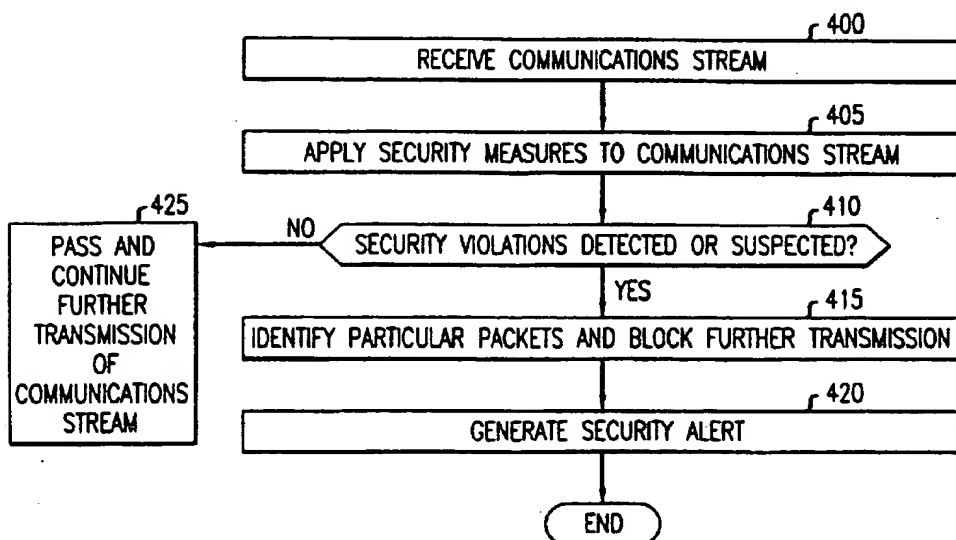 400
RECEIVE COMMUNICATIONS STREAM
405
APPLY SECURITY MEASURES TO COMMUNICATIONS STREAM
410
SECURITY VIOLATIONS DETECTED OR SUSPECTED?
NO
425
PASS AND
CONTINUE
FURTHER
TRANSMISSION
OF
COMMUNICATIONS
STREAM
YES
415
IDENTIFY PARTICULAR PACKETS AND BLOCK FURTHER TRANSMISSION
420
GENERATE SECURITY ALERT
END